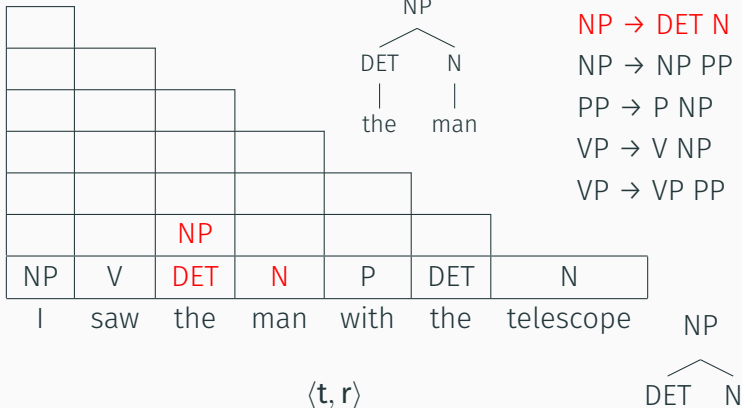 NP
DET N
the man
NP → DET N
NP → NP PP
PP → P NP
VP → V NP
VP → VP PP
NP
NP V DET N P DET N
I saw the man with the telescope
⟨t, r⟩
NP
DET N